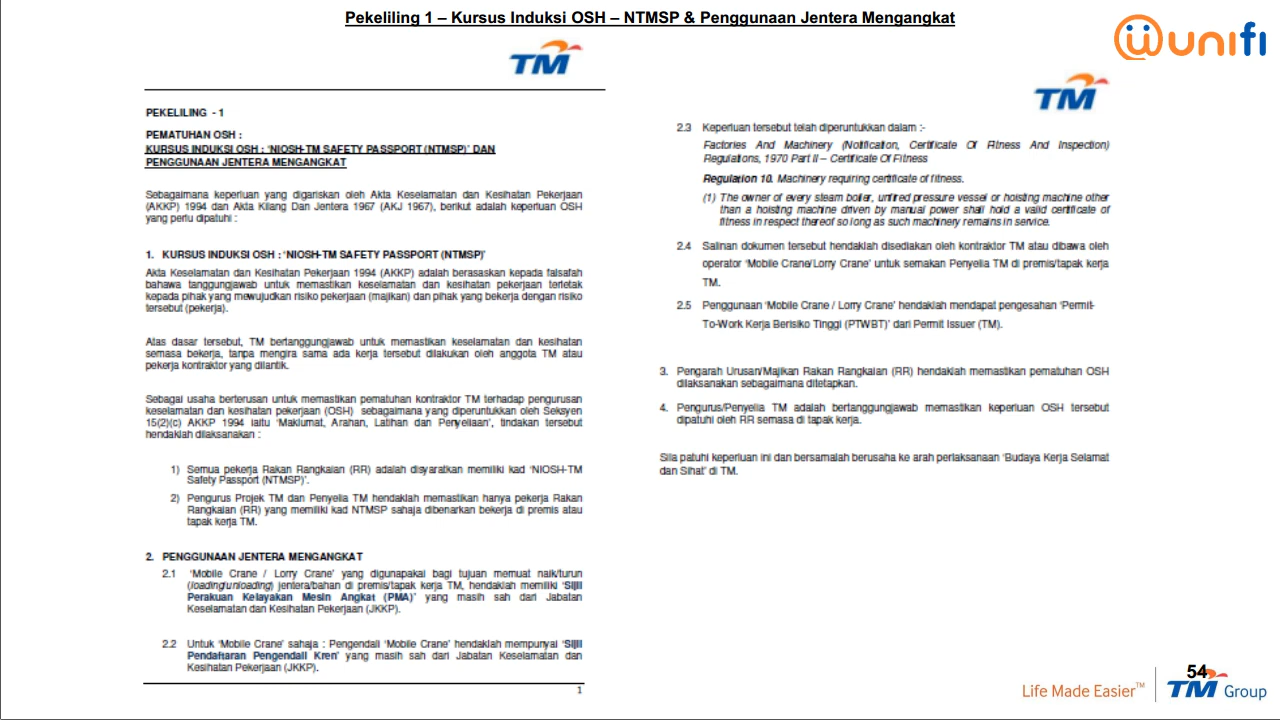 Pekeliling 1 – Kursus Induksi OSH – NTMSP & Penggunaan Jentera Mengangkat
unifi
TM
PEKELILING - 1
PEMATUHAN OSH :
KURSUS INDUKSI OSH : 'NIOSH-TM SAFETY PASSPORT (NTMSP)' DAN
PENGGUNAAN JENTERA MENGANGKAT
Sebagaimana keperluan yang digariskan oleh Akta Keselamatan dan Kesihatan Pekerjaan
(AKKP) 1994 dan Akta Kilang Dan Jentera 1967 (AKJ 1967), berikut adalah keperluan OSH
yang perlu dipatuhi :
1. KURSUS INDUKSI OSH : 'NIOSH-TM SAFETY PASSPORT (NTMSP)'
Akta Keselamatan dan Kesihatan Pekerjaan 1994 (AKKP) adalah berasaskan kepada falsafah
bahawa tanggungjawab untuk memastikan keselamatan dan kesihatan pekerjaan terletak
kepada pihak yang mewujudkan risiko pekerjaan (majikan) dan pihak yang bekerja dengan risiko
tersebut (pekerja).
Atas dasar tersebut, TM bertanggungjawab untuk memastikan keselamatan dan kesihatan
semasa bekerja, tanpa mengira sama ada kerja tersebut dilakukan oleh anggota TM atau
pekerja kontraktor yang dilantik.
Sebagai usaha berterusan untuk memastikan pematuhan kontraktor TM terhadap pengurusan
keselamatan dan kesihatan pekerjaan (OSH) sebagaimana yang diperuntukkan oleh Seksyen
15(2)(c) AKKP 1994 iaitu 'Maklumat, Arahan, Latihan dan Penyeliaan', tindakan tersebut
hendaklah dilaksanakan :
1) Semua pekerja Rakan Rangkaian (RR) adalah disyaratkan memiliki kad 'NIOSH-TM
Safety Passport (NTMSP)'.
2) Pengurus Projek TM dan Penyelia TM hendaklah memastikan hanya pekerja Rakan
Rangkaian (RR) yang memiliki kad NTMSP sahaja dibenarkan bekerja di premis atau
tapak kerja TM.
2. PENGGUNAAN JENTERA MENGANGKAT
2.1 'Mobile Crane / Lorry Crane' yang digunapakai bagi tujuan memuat naik/turun
(loading/unloading) jentera/bahan di premis/tapak kerja TM, hendaklah memiliki 'Sijil
Perakuan Kelayakan Mesin Angkat (PMA)' yang masih sah dari Jabatan
Keselamatan dan Kesihatan Pekerjaan (JKKP).
2.2 Untuk 'Mobile Crane' sahaja : Pengendali 'Mobile Crane' hendaklah mempunyai 'Sijil
Pendaftaran Pengendali Kren' yang masih sah dari Jabatan Keselamatan dan
Kesihatan Pekerjaan (JKKP).
1
TM
2.3 Keperluan tersebut telah diperuntukkan dalam :-
Factories And Machinery (Notification, Certificate Of Fitness And Inspection)
Regulations, 1970 Part II – Certificate Of Fitness
Regulation 10. Machinery requiring certificate of fitness.
(1) The owner of every steam boiler, unfired pressure vessel or hoisting machine other
than a hoisting machine driven by manual power shall hold a valid certificate of
fitness in respect thereof so long as such machinery remains in service.
2.4 Salinan dokumen tersebut hendaklah disediakan oleh kontraktor TM atau dibawa oleh
operator 'Mobile Crane/Lorry Crane' untuk semakan Penyelia TM di premis/tapak kerja
TM.
2.5 Penggunaan 'Mobile Crane / Lorry Crane' hendaklah mendapat pengesahan 'Permit-
To-Work Kerja Berisiko Tinggi (PTWBT)' dari Permit Issuer (TM).
3. Pengarah Urusan/Majikan Rakan Rangkaian (RR) hendaklah memastikan pematuhan OSH
dilaksanakan sebagaimana ditetapkan.
4. Pengurus/Penyelia TM adalah bertanggungjawab memastikan keperluan OSH tersebut
dipatuhi oleh RR semasa di tapak kerja.
Sila patuhi keperluan ini dan bersamalah berusaha ke arah perlaksanaan 'Budaya Kerja Selamat
dan Sihat' di TM.
54
Life Made Easier™
TM Group